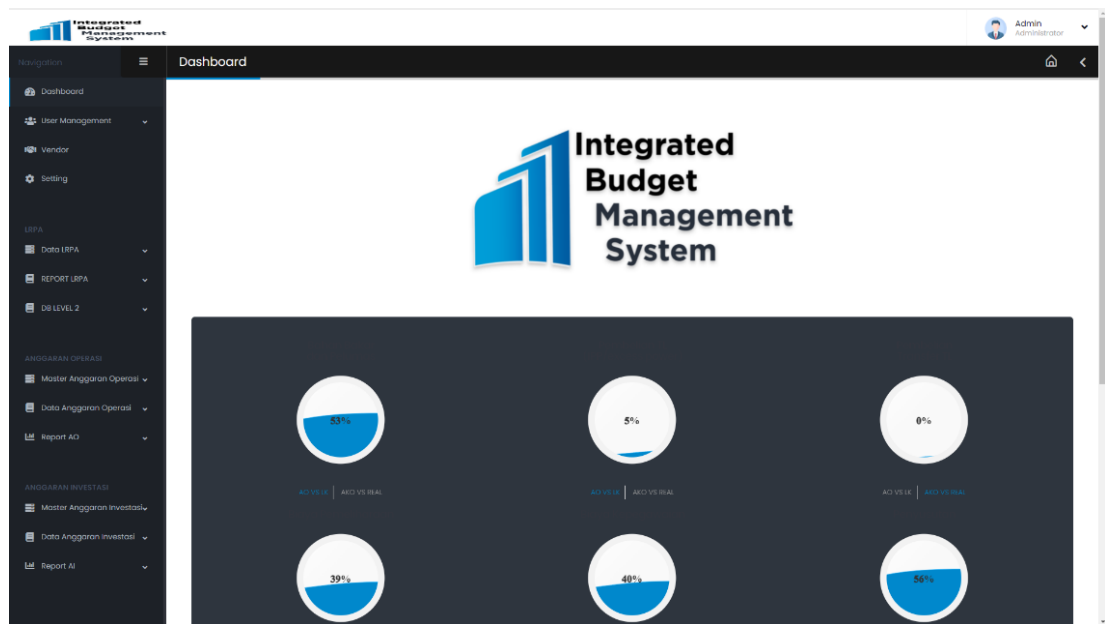 Integrated
Budget
Management
System
Admin
Administrator
Navigation
Dashboard
Dashboard
User Management
Vendor
Setting
LRPA
Data LRPA
REPORT LRPA
DB LEVEL 2
ANGGARAN OPERASI
Master Anggaran Operasi
Data Anggaran Operasi
Report AO
ANGGARAN INVESTASI
Master Anggaran Investasi
Data Anggaran Investasi
Report AI
Integrated
Budget
Management
System
53%
5%
0%
AO VS LK AKO VS REAL
AO VS LK AKO VS REAL
AO VS LK AKO VS REAL
39%
40%
56%